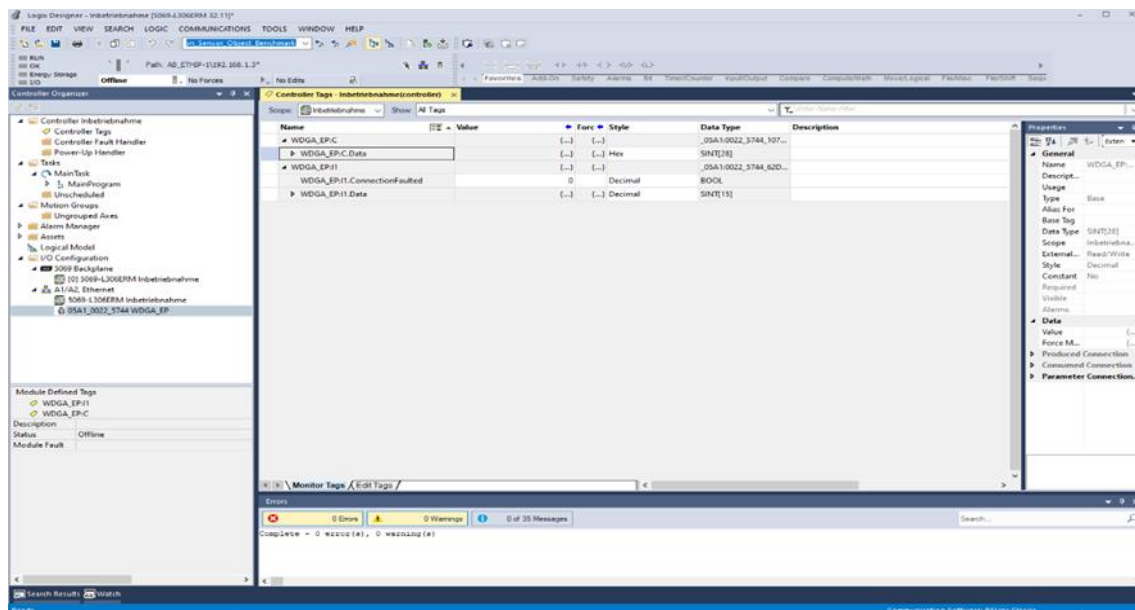 Logix Designer - Inbetriebnahme [5069-L306ERM 32.11]*
FILE EDIT VIEW SEARCH LOGIC COMMUNICATIONS TOOLS WINDOW HELP
in_Sensor_Object_Benchmark
RUN
OK
Energy Storage
I/O
Path: AB_ETHIP-1\192.168.1.3*
Offline No Forces No Edits
Favorites Add-On Safety Alarms Bit Timer/Counter Input/Output Compare Compute/Math Move/Logical File/Misc. File/Shift Sequ
Controller Organizer
Controller Inbetriebnahme
Controller Tags
Controller Fault Handler
Power-Up Handler
Tasks
MainTask
MainProgram
Unscheduled
Motion Groups
Ungrouped Axes
Alarm Manager
Assets
Logical Model
I/O Configuration
5069 Backplane
[0] 5069-L306ERM Inbetriebnahme
A1/A2, Ethernet
5069-L306ERM Inbetriebnahme
05A1_0022_5744 WDGA_EP
Module Defined Tags
WDGA_EP:I1
WDGA_EP:C
Description
Status Offline
Module Fault
Controller Tags - Inbetriebnahme(controller)
Scope: Inbetriebnahme Show: All Tags Enter Name Filter...
Name Value Forc Style Data Type Description
WDGA_EP:C {...} {...} _05A1:0022_5744_107...
WDGA_EP:C.Data {...} {...} Hex SINT[28]
WDGA_EP:I1 {...} {...} _05A1:0022_5744_62D...
WDGA_EP:I1.ConnectionFaulted 0 Decimal BOOL
WDGA_EP:I1.Data {...} {...} Decimal SINT[15]
Monitor Tags Edit Tags
Properties
Exten
General
Name WDGA_EP:...
Descript...
Usage
Type Base
Alias For
Base Tag
Data Type SINT[28]
Scope Inbetriebna...
External... Read/Write
Style Decimal
Constant No
Required
Visible
Alarms
Data
Value {...
Force M... {...
Produced Connection
Consumed Connection
Parameter Connection.
Errors
0 Errors 0 Warnings 0 of 35 Messages Search...
Complete - 0 error(s), 0 warning(s)
Search Results Watch
Ready